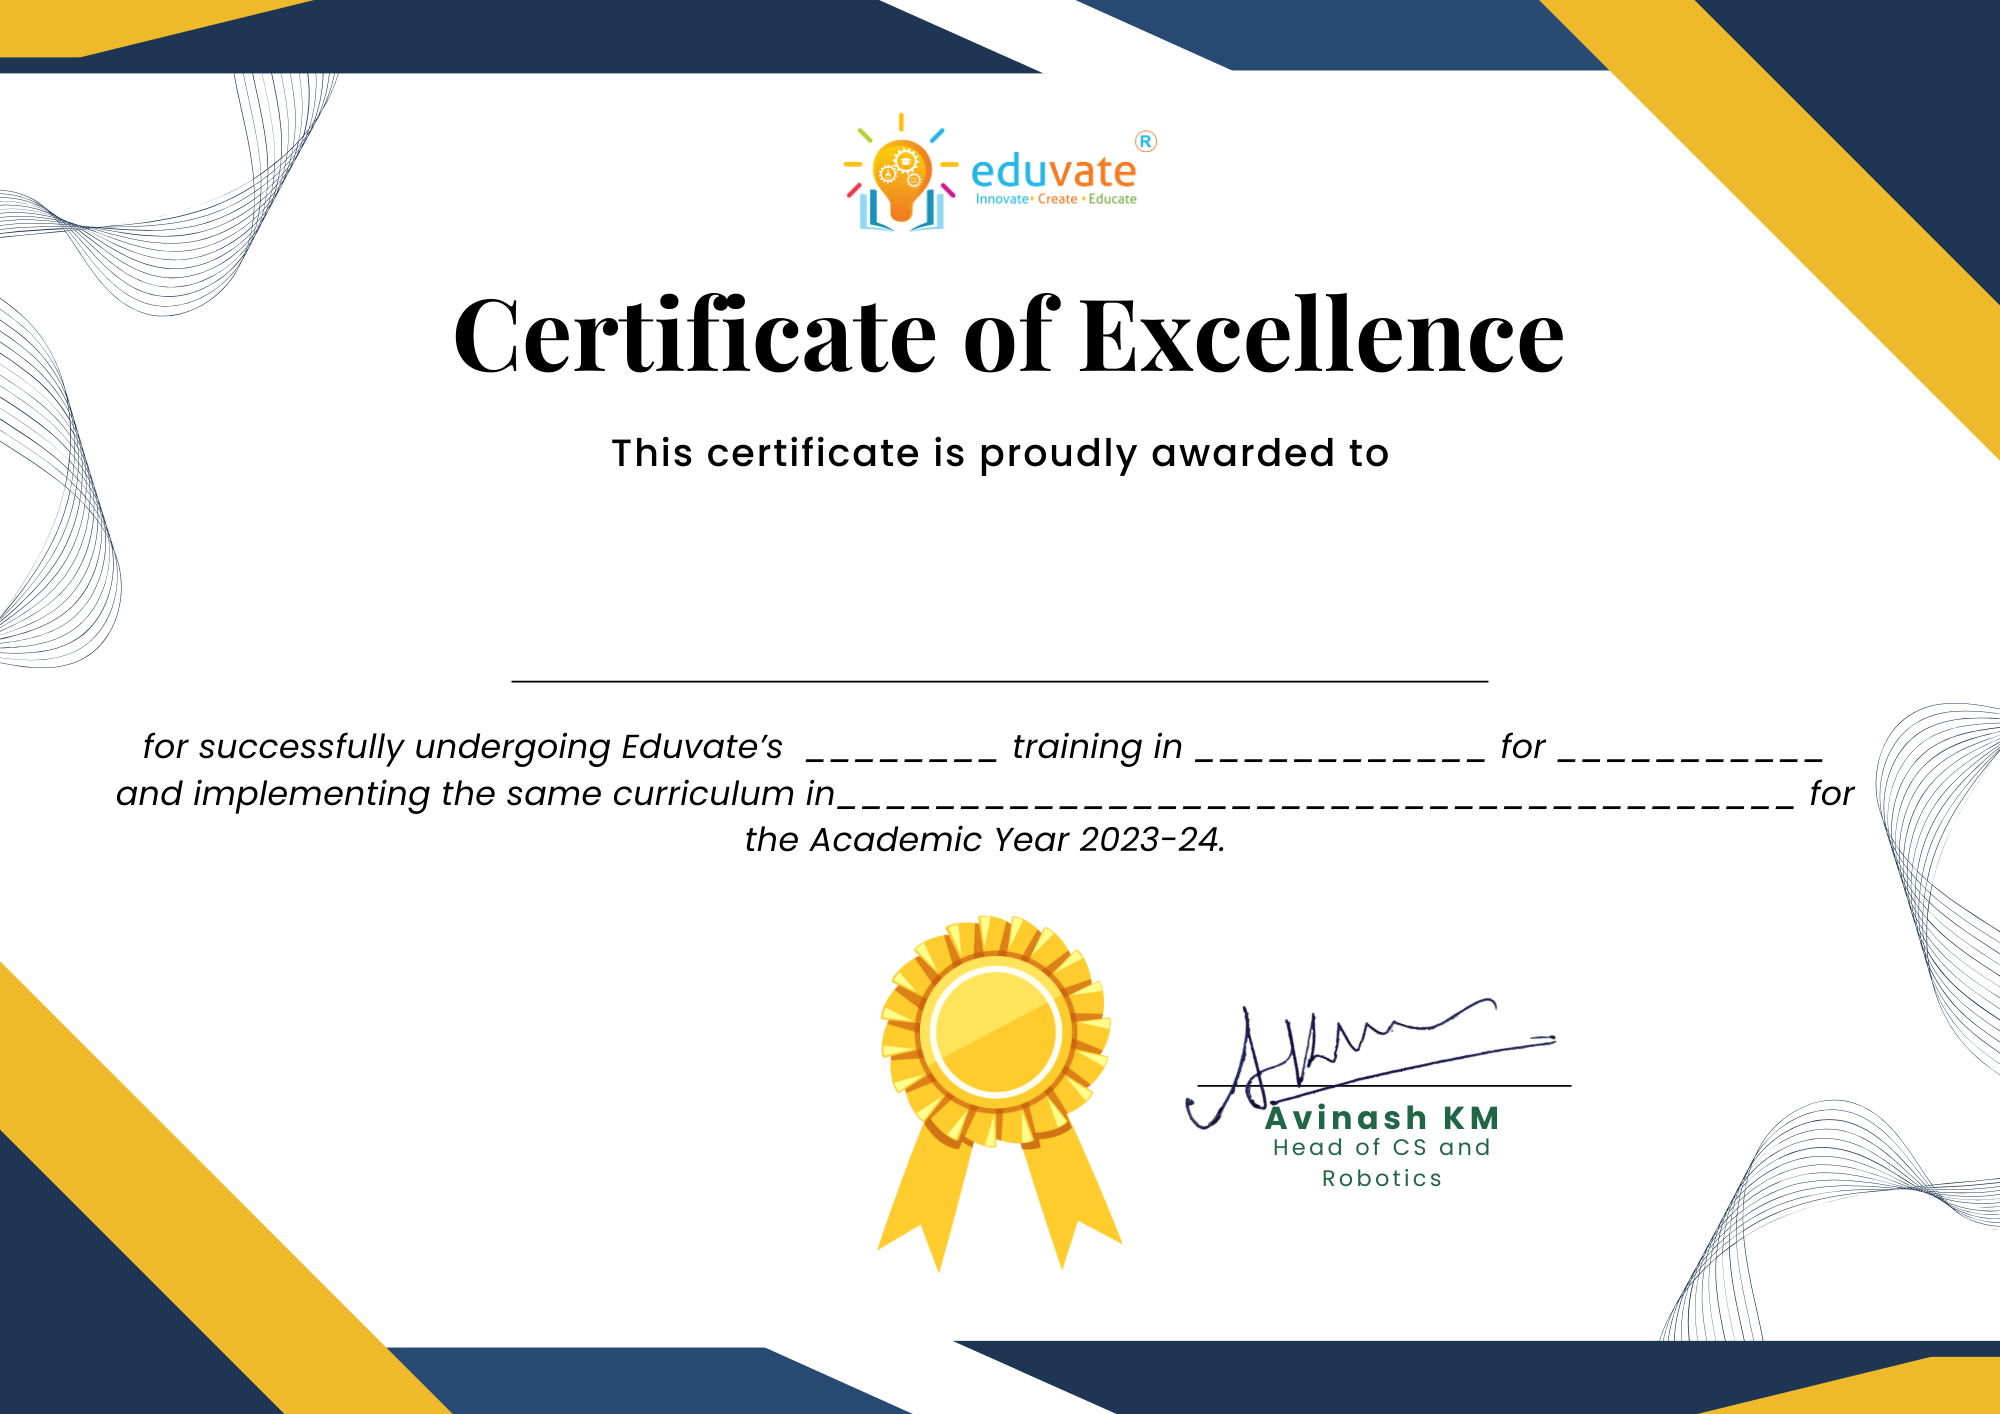 eduvate®
Innovate • Create • Educate
Certificate of Excellence
This certificate is proudly awarded to
for successfully undergoing Eduvate’s ________ training in ____________ for ___________
and implementing the same curriculum in_______________________________________ for
the Academic Year 2023-24.
Avinash KM
Head of CS and
Robotics